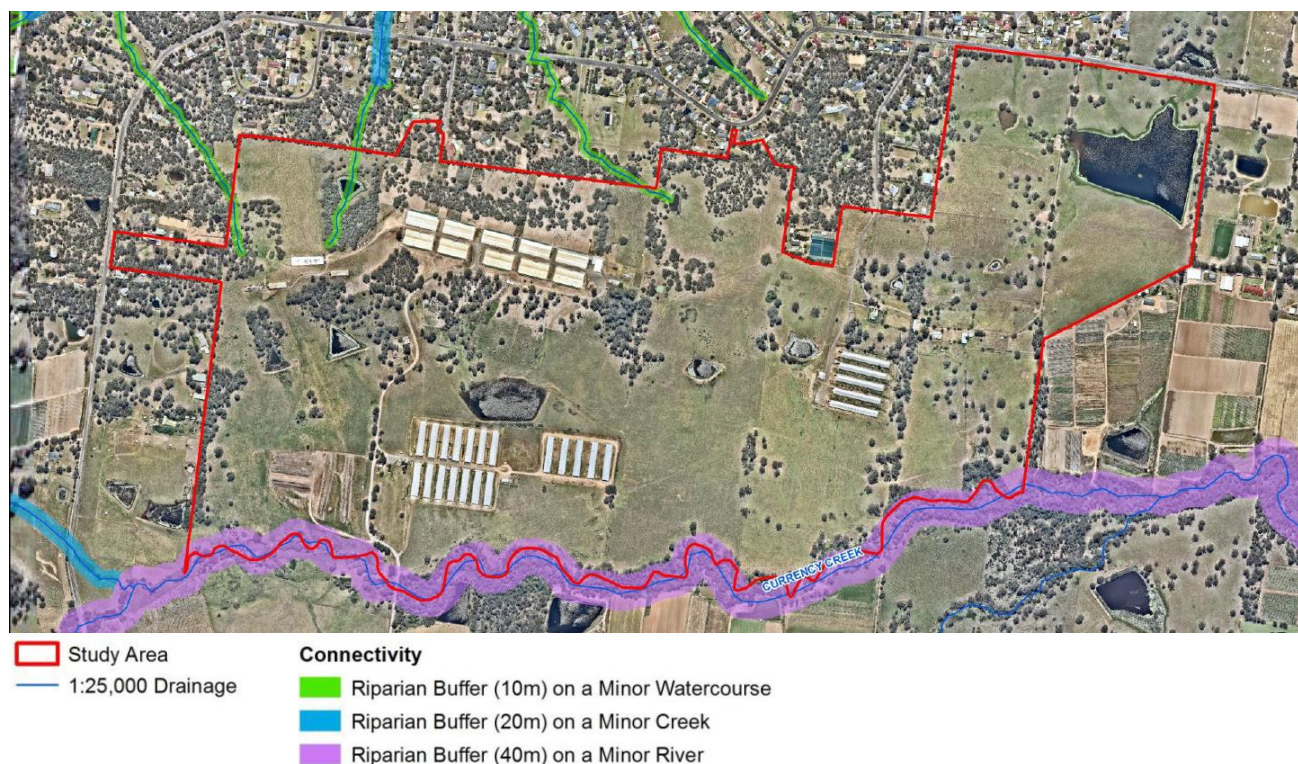 CURRENCY CREEK
Study Area
1:25,000 Drainage
Connectivity
Riparian Buffer (10m) on a Minor Watercourse
Riparian Buffer (20m) on a Minor Creek
Riparian Buffer (40m) on a Minor River